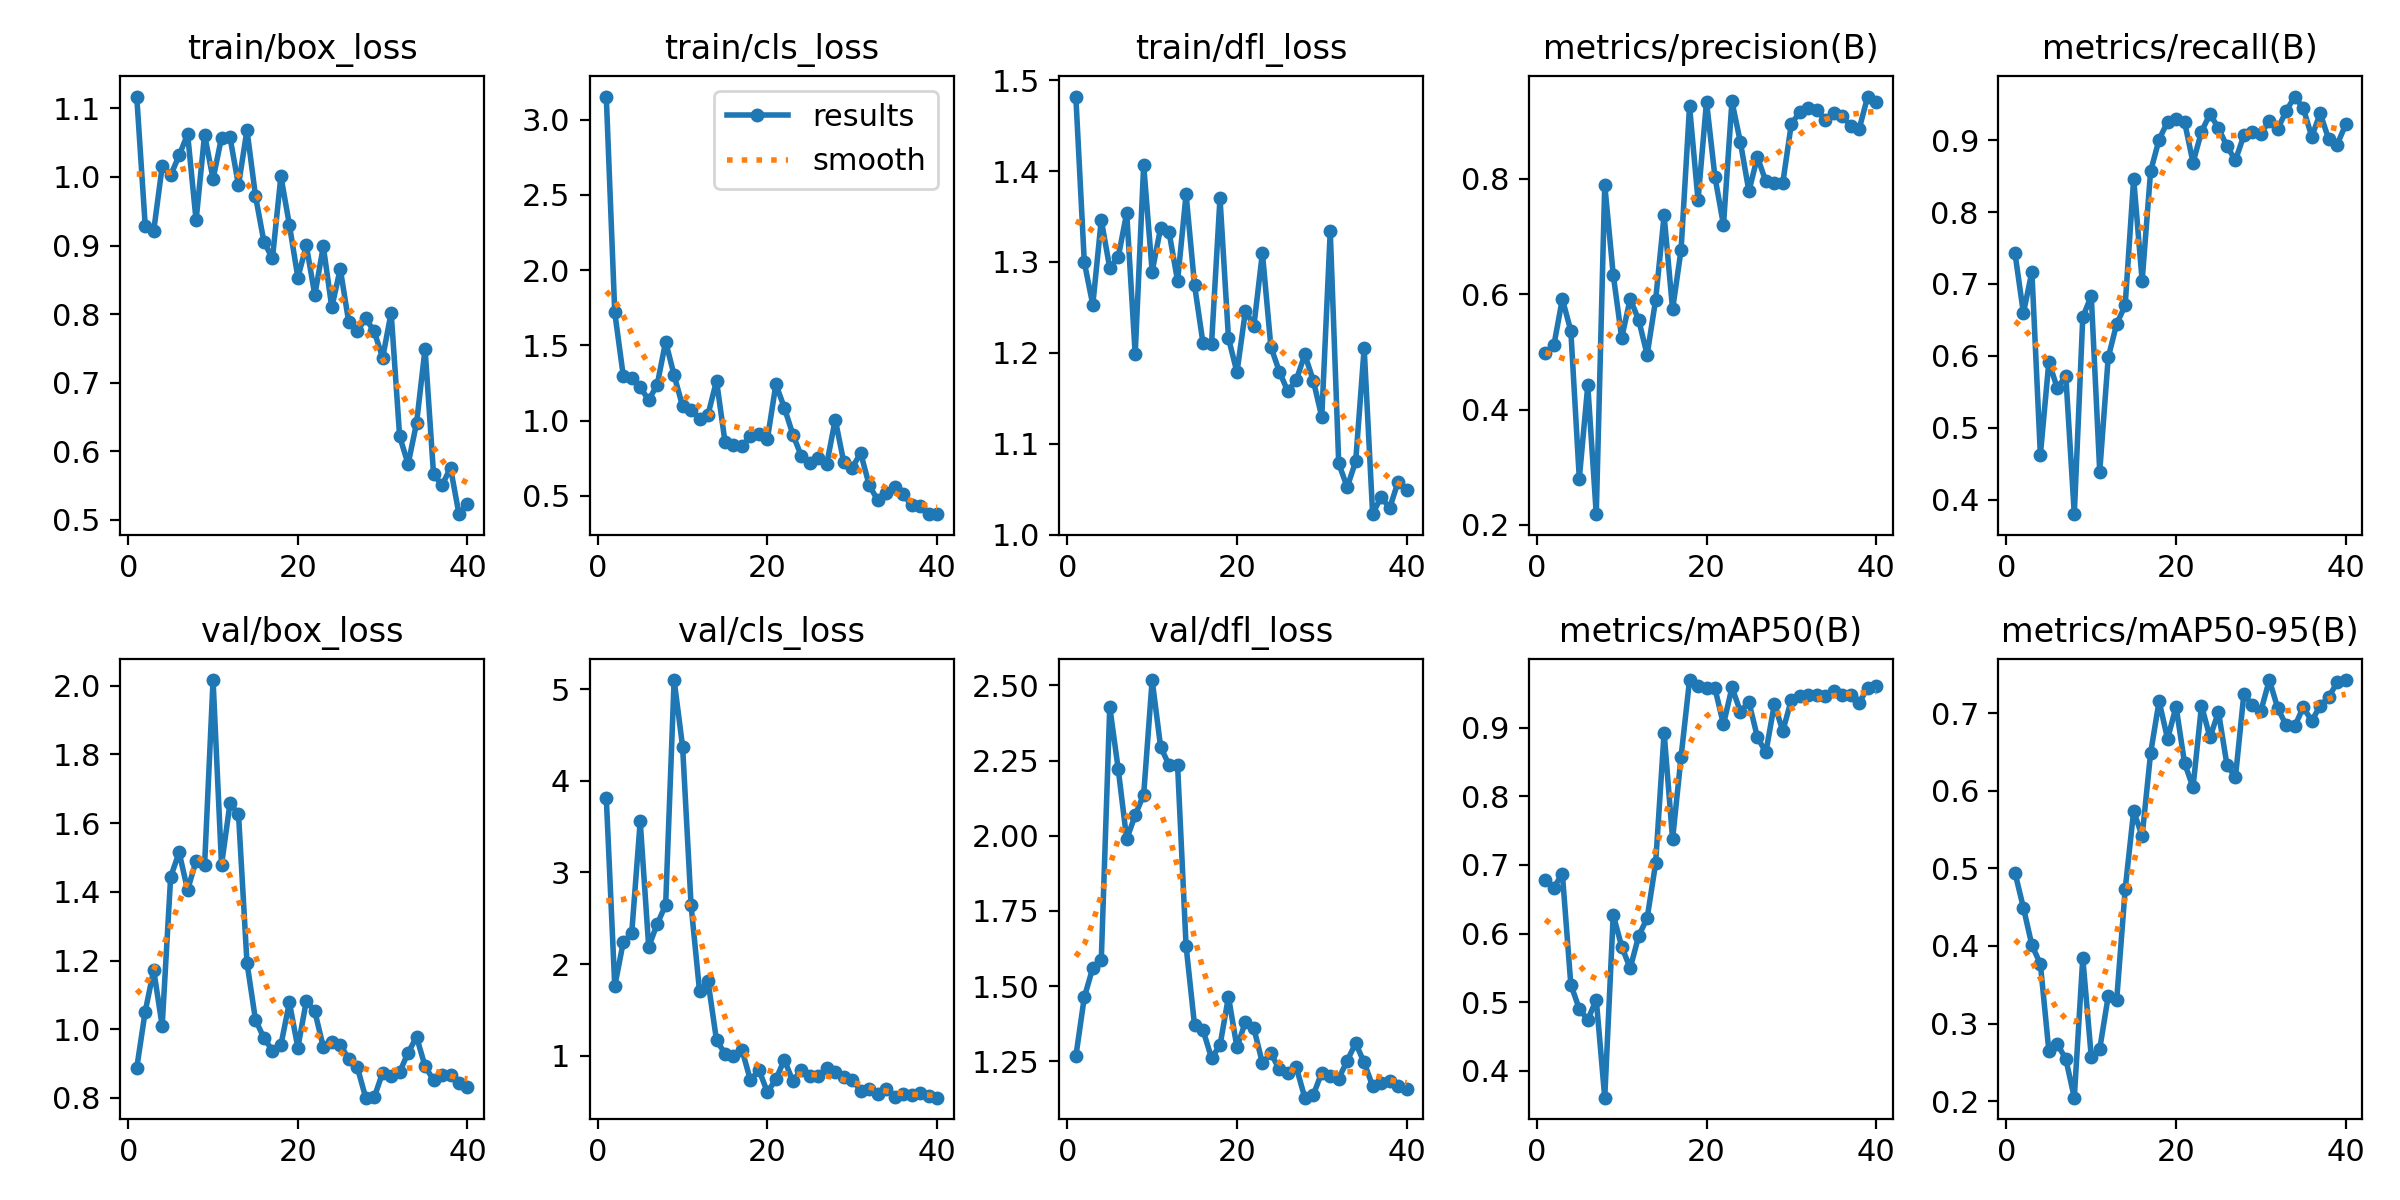 train/box_loss
1.1
1.0
0.9
0.8
0.7
0.6
0.5
0 20 40
train/cls_loss
results
smooth
3.0
2.5
2.0
1.5
1.0
0.5
0 20 40
train/dfl_loss
1.5
1.4
1.3
1.2
1.1
1.0
0 20 40
metrics/precision(B)
0.8
0.6
0.4
0.2
0 20 40
metrics/recall(B)
0.9
0.8
0.7
0.6
0.5
0.4
0 20 40
val/box_loss
2.0
1.8
1.6
1.4
1.2
1.0
0.8
0 20 40
val/cls_loss
5
4
3
2
1
0 20 40
val/dfl_loss
2.50
2.25
2.00
1.75
1.50
1.25
0 20 40
metrics/mAP50(B)
0.9
0.8
0.7
0.6
0.5
0.4
0 20 40
metrics/mAP50-95(B)
0.7
0.6
0.5
0.4
0.3
0.2
0 20 40